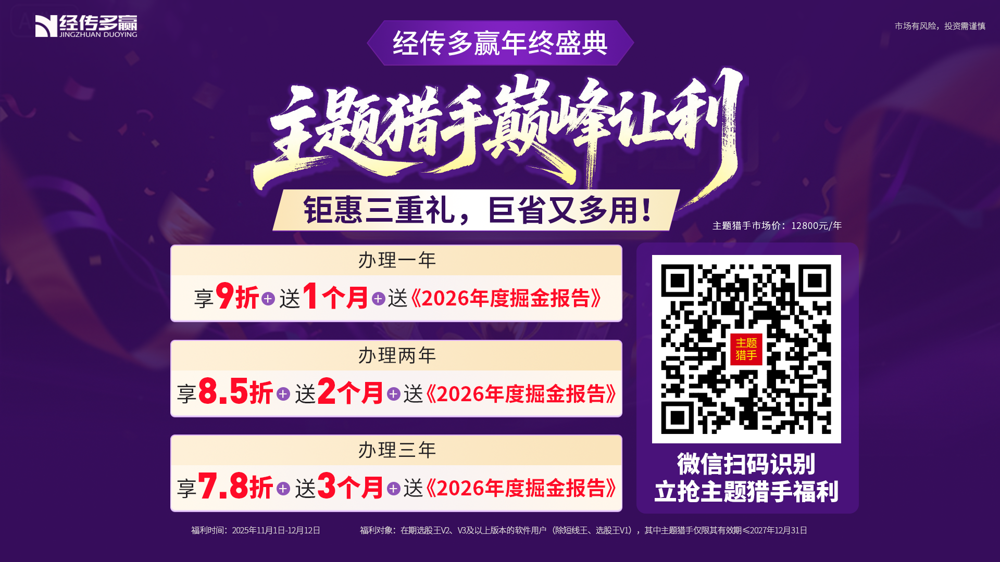 经传多赢
JINGZHUAN DUOYING
市场有风险，投资需谨慎
经传多赢年终盛典
主题猎手巅峰让利
钜惠三重礼，巨省又多用！
主题猎手市场价：12800元/年
办理一年
享9折+送1个月+送《2026年度掘金报告》
办理两年
享8.5折+送2个月+送《2026年度掘金报告》
办理三年
享7.8折+送3个月+送《2026年度掘金报告》
主题
猎手
微信扫码识别
立抢主题猎手福利
福利时间：2025年11月1日-12月12日
福利对象：在期选股王V2、V3及以上版本的软件用户（除短线王、选股王V1），其中主题猎手仅限其有效期≤2027年12月31日